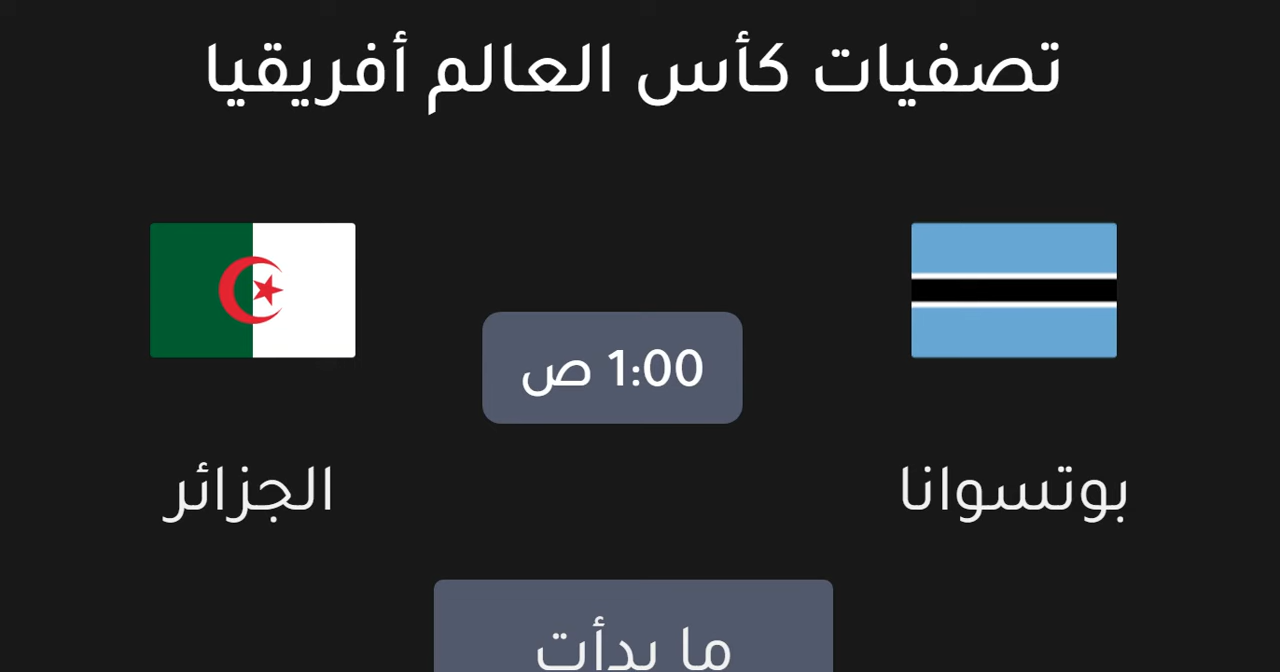 تصفيات كأس العالم أفريقيا
1:00 ص
بوتسوانا
الجزائر
ما بدأت